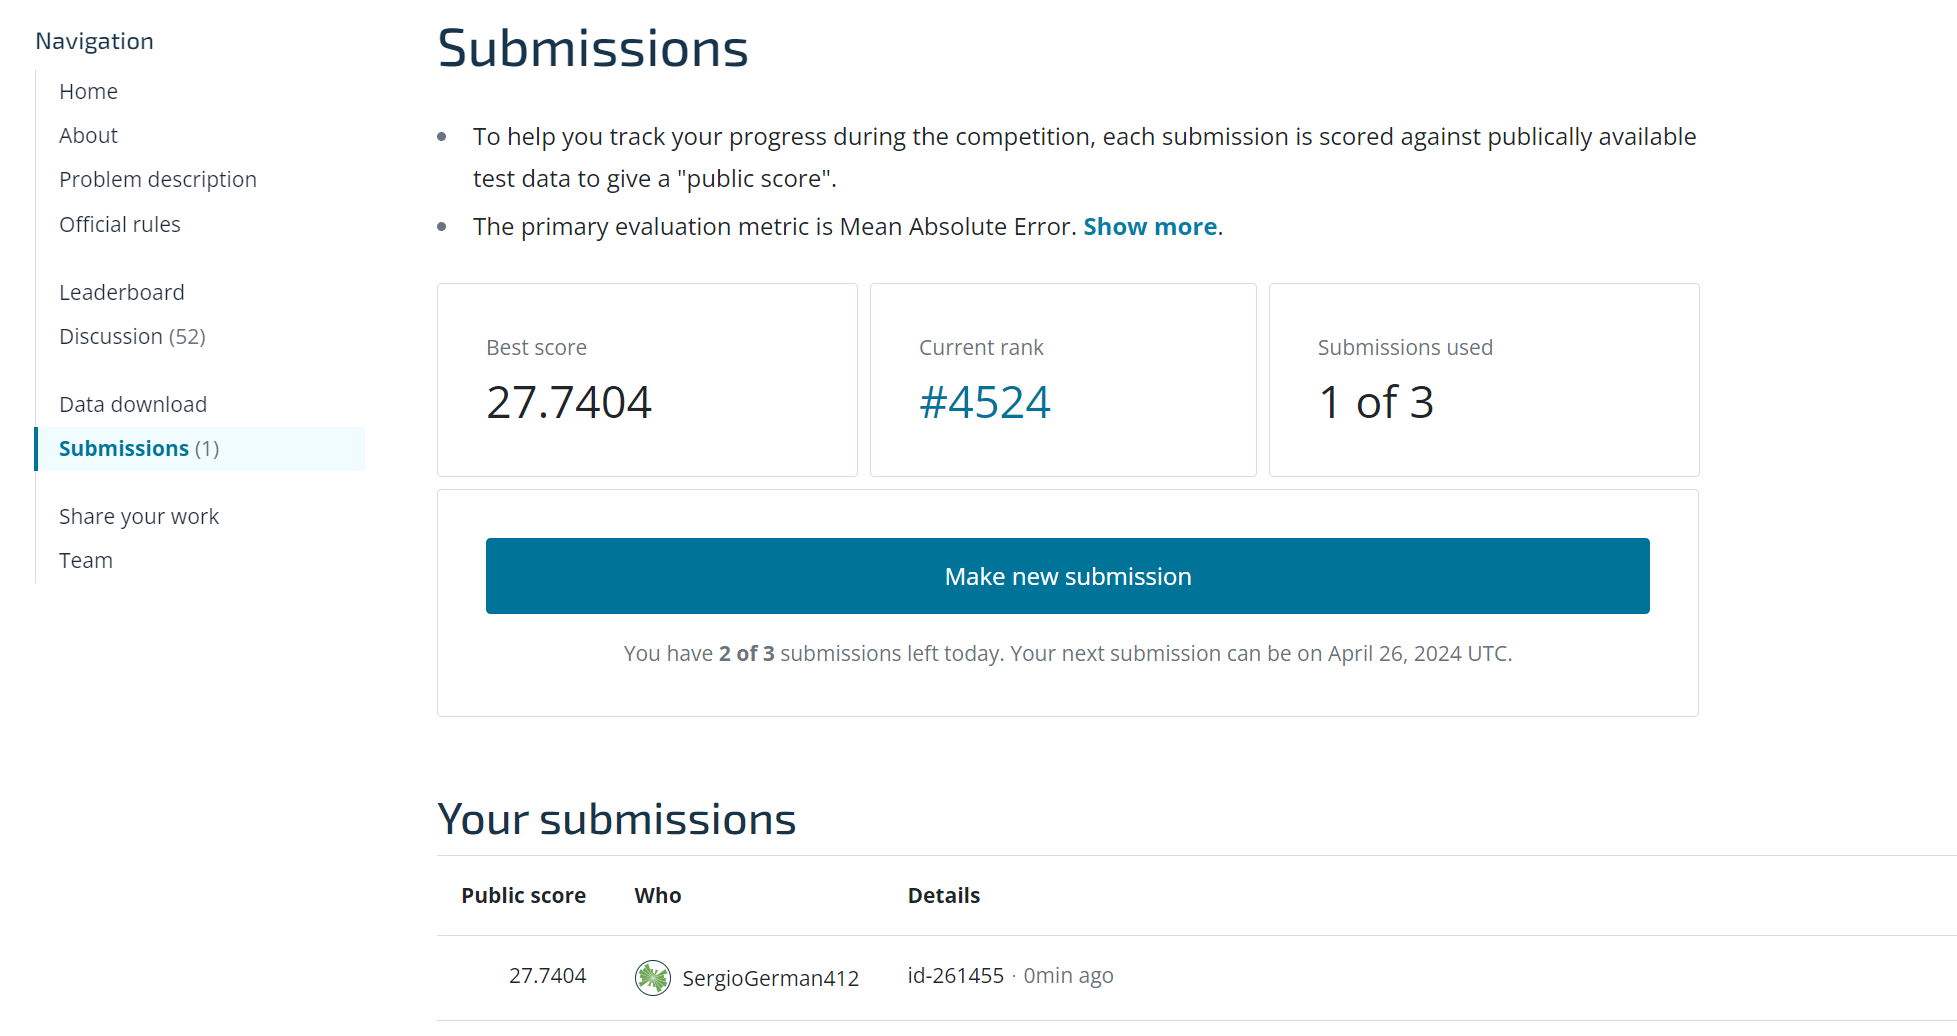 Navigation
Home
About
Problem description
Official rules
Leaderboard
Discussion (52)
Data download
Submissions (1)
Share your work
Team
Submissions
To help you track your progress during the competition, each submission is scored against publically available
test data to give a "public score".
The primary evaluation metric is Mean Absolute Error. Show more.
Best score
27.7404
Current rank
#4524
Submissions used
1 of 3
Make new submission
You have 2 of 3 submissions left today. Your next submission can be on April 26, 2024 UTC.
Your submissions
Public score Who Details
27.7404 SergioGerman412 id-261455 · 0min ago